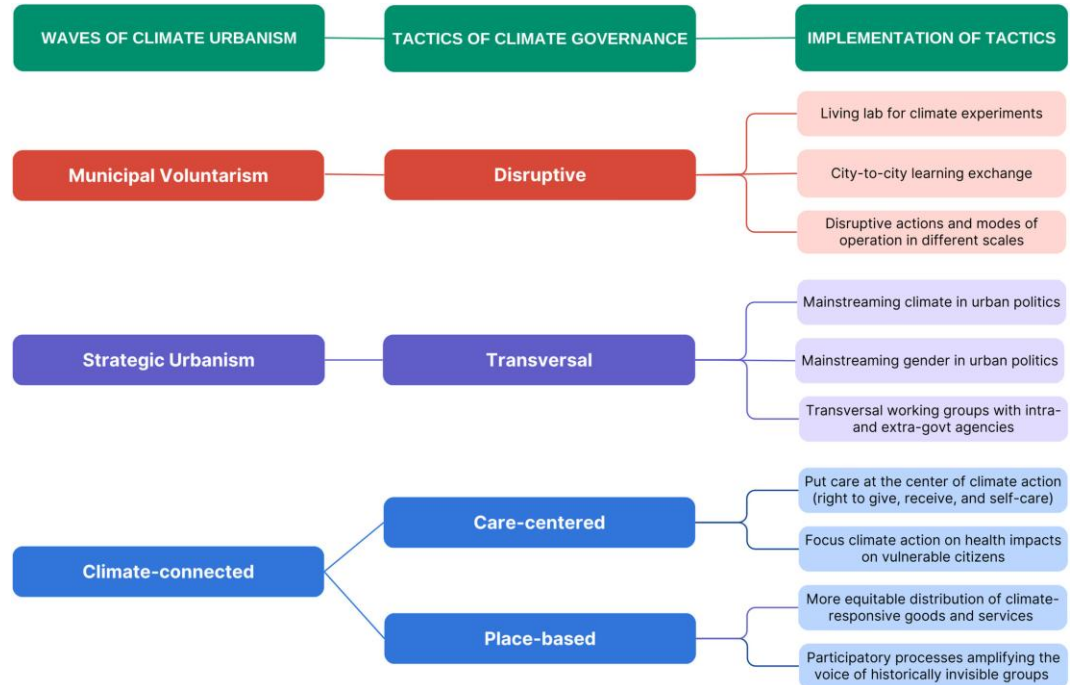 WAVES OF CLIMATE URBANISM
TACTICS OF CLIMATE GOVERNANCE
IMPLEMENTATION OF TACTICS
Municipal Voluntarism
Disruptive
Living lab for climate experiments
City-to-city learning exchange
Disruptive actions and modes of
operation in different scales
Strategic Urbanism
Transversal
Mainstreaming climate in urban politics
Mainstreaming gender in urban politics
Transversal working groups with intra-
and extra-govt agencies
Climate-connected
Care-centered
Put care at the center of climate action
(right to give, receive, and self-care)
Focus climate action on health impacts
on vulnerable citizens
Place-based
More equitable distribution of climate-
responsive goods and services
Participatory processes amplifying the
voice of historically invisible groups